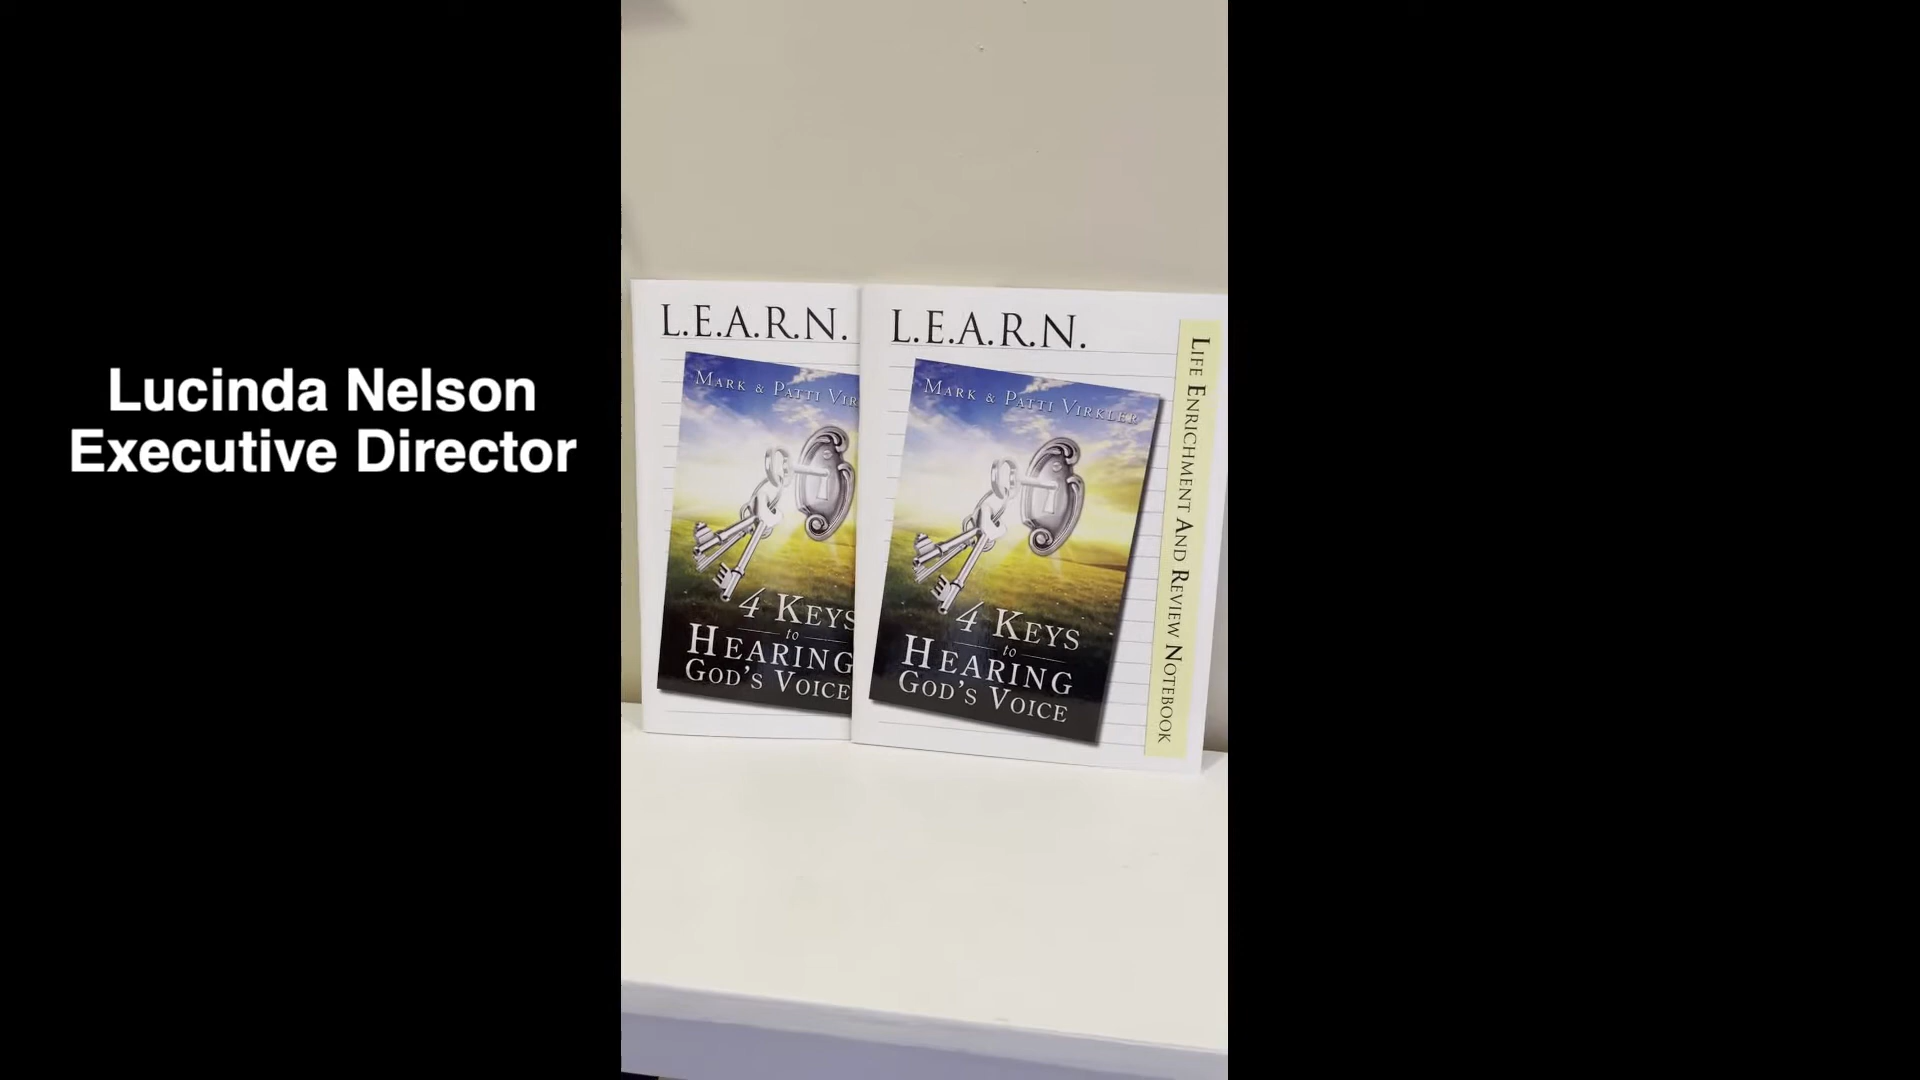 Lucinda Nelson
Executive Director
L.E.A.R.N.
MARK & PATTI VIR
4 KEYS
to
HEARING
GOD'S VOICE
L.E.A.R.N.
MARK & PATTI VIRKLER
4 KEYS
to
HEARING
GOD'S VOICE
LIFE ENRICHMENT AND REVIEW NOTEBOOK